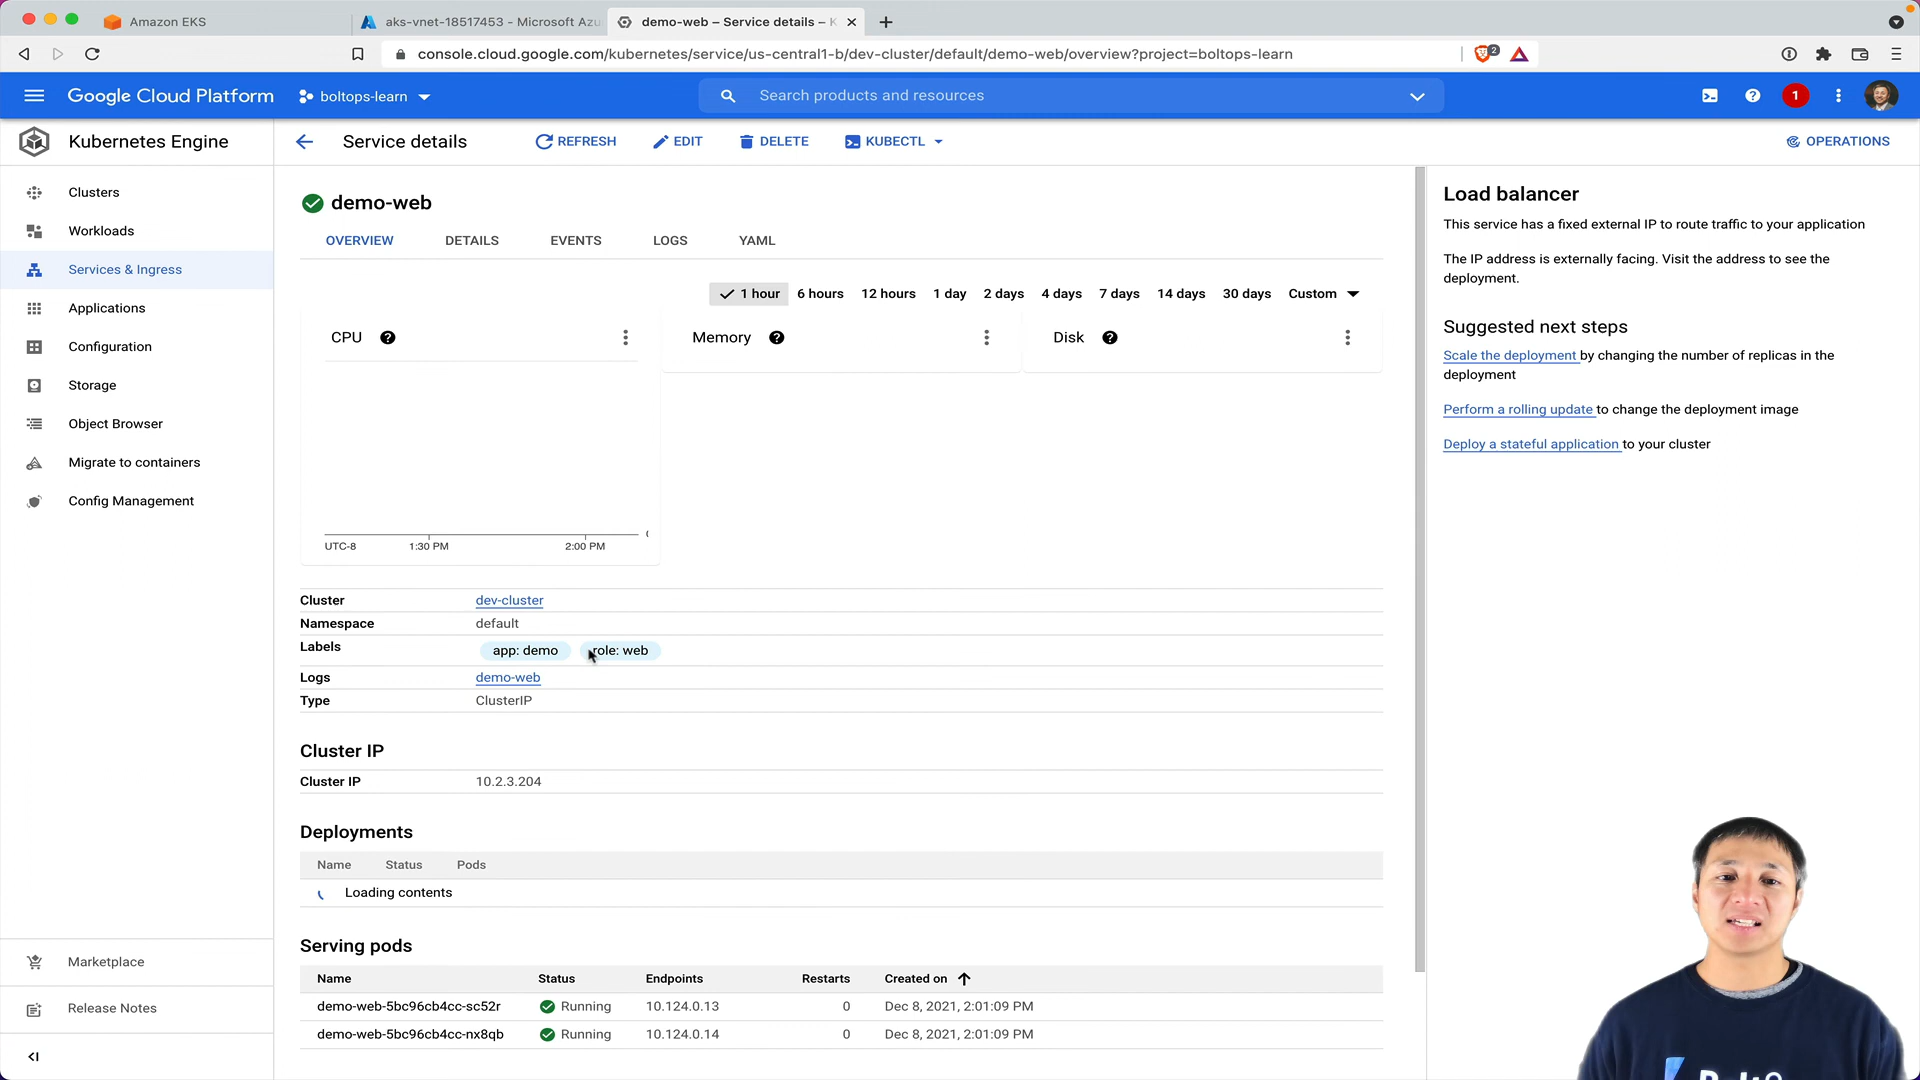 Amazon EKS
aks-vnet-18517453 - Microsoft Azu
demo-web – Service details – K
console.cloud.google.com/kubernetes/service/us-central1-b/dev-cluster/default/demo-web/overview?project=boltops-learn
2
Google Cloud Platform
boltops-learn
Search products and resources
1
Kubernetes Engine
Service details
REFRESH
EDIT
DELETE
KUBECTL
OPERATIONS
Clusters
Workloads
Services & Ingress
Applications
Configuration
Storage
Object Browser
Migrate to containers
Config Management
Marketplace
Release Notes
demo-web
OVERVIEW
DETAILS
EVENTS
LOGS
YAML
1 hour
6 hours
12 hours
1 day
2 days
4 days
7 days
14 days
30 days
Custom
CPU
Memory
Disk
UTC-8
1:30 PM
2:00 PM
Cluster dev-cluster
Namespace default
Labels app: demo role: web
Logs demo-web
Type ClusterIP
Cluster IP
Cluster IP 10.2.3.204
Deployments
Name Status Pods
Loading contents
Serving pods
Name Status Endpoints Restarts Created on
demo-web-5bc96cb4cc-sc52r Running 10.124.0.13 0 Dec 8, 2021, 2:01:09 PM
demo-web-5bc96cb4cc-nx8qb Running 10.124.0.14 0 Dec 8, 2021, 2:01:09 PM
Load balancer
This service has a fixed external IP to route traffic to your application
The IP address is externally facing. Visit the address to see the
deployment.
Suggested next steps
Scale the deployment by changing the number of replicas in the
deployment
Perform a rolling update to change the deployment image
Deploy a stateful application to your cluster